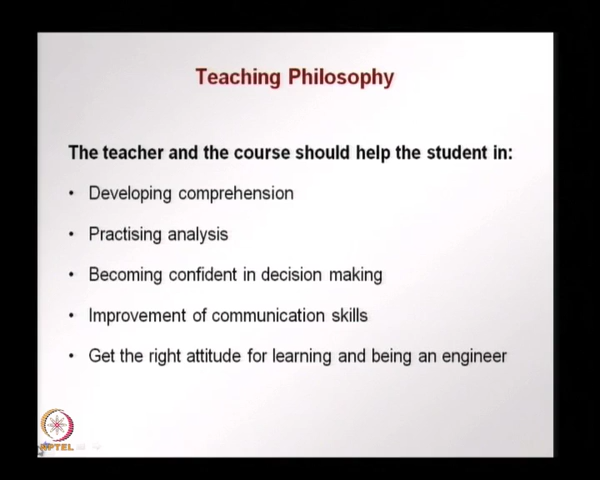 Teaching Philosophy
The teacher and the course should help the student in:
• Developing comprehension
• Practising analysis
• Becoming confident in decision making
• Improvement of communication skills
• Get the right attitude for learning and being an engineer
NPTEL